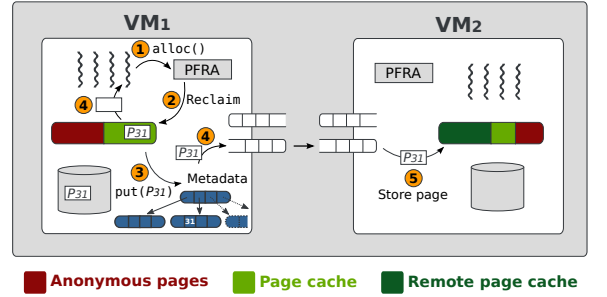 VM1
VM2
1 alloc()
PFRA
PFRA
4
2 Reclaim
P31
P31
4
P31
3
put(P31)
Metadata
P31
5
Store page
31
Anonymous pages
Page cache
Remote page cache